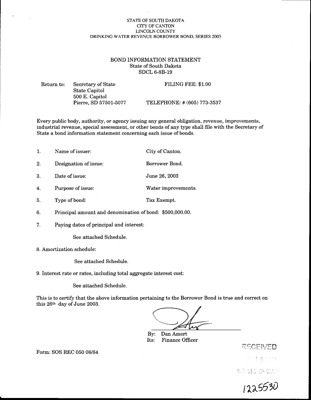 STATE OF SOUTH DAKOTA
CITY OF CANTON
LINCOLN COUNTY
DRINKING WATER REVENUE BORROWER BOND, SERIES 2003
BOND INFORMATION STATEMENT
State of South Dakota
SDCL 6-8B-19
Return to: Secretary of State FILING FEE: $1.00
State Capitol
500 E. Capitol
Pierre, SD 57501-5077 TELEPHONE: # (605) 773-3537
Every public body, authority, or agency issuing any general obligation, revenue, improvements,
industrial revenue, special assessment, or other bonds of any type shall file with the Secretary of
State a bond information statement concerning each issue of bonds.
1. Name of issuer: City of Canton.
2. Designation of issue: Borrower Bond.
3. Date of issue: June 26, 2003
4. Purpose of issue: Water improvements.
5. Type of bond: Tax Exempt.
6. Principal amount and denomination of bond: $500,000.00.
7. Paying dates of principal and interest:
See attached Schedule.
8. Amortization schedule:
See attached Schedule.
9. Interest rate or rates, including total aggregate interest cost:
See attached Schedule.
This is to certify that the above information pertaining to the Borrower Bond is true and correct on
this 26th day of June 2003.
By: Dan Amert
Its: Finance Officer
Form: SOS REC 050 08/84
RECEIVED
1225530